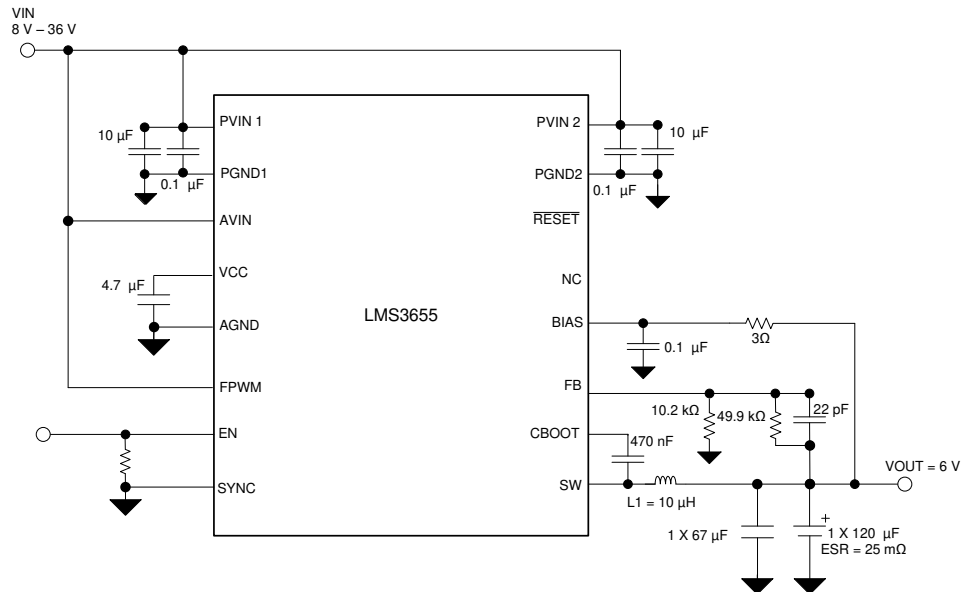 VIN
8 V – 36 V
PVIN 1
PVIN 2
10 µF
10 µF
0.1 µF
0.1 µF
PGND1
PGND2
AVIN
RESET
VCC
NC
4.7 µF
LMS3655
AGND
BIAS
3Ω
0.1 µF
FPWM
FB
10.2 kΩ
49.9 kΩ
22 pF
EN
CBOOT
470 nF
VOUT = 6 V
SYNC
SW
L1 = 10 µH
+
1 X 67 µF
1 X 120 µF
ESR = 25 mΩ